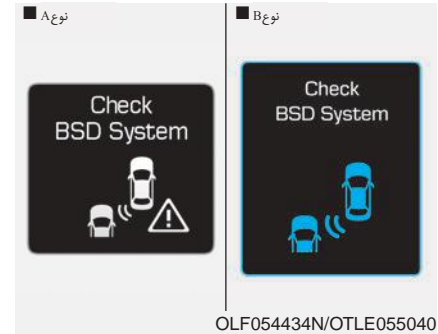 ■ نوعA
■ نوعB
Check
BSD System
Check
BSD System
OLF054434N/OTLE055040